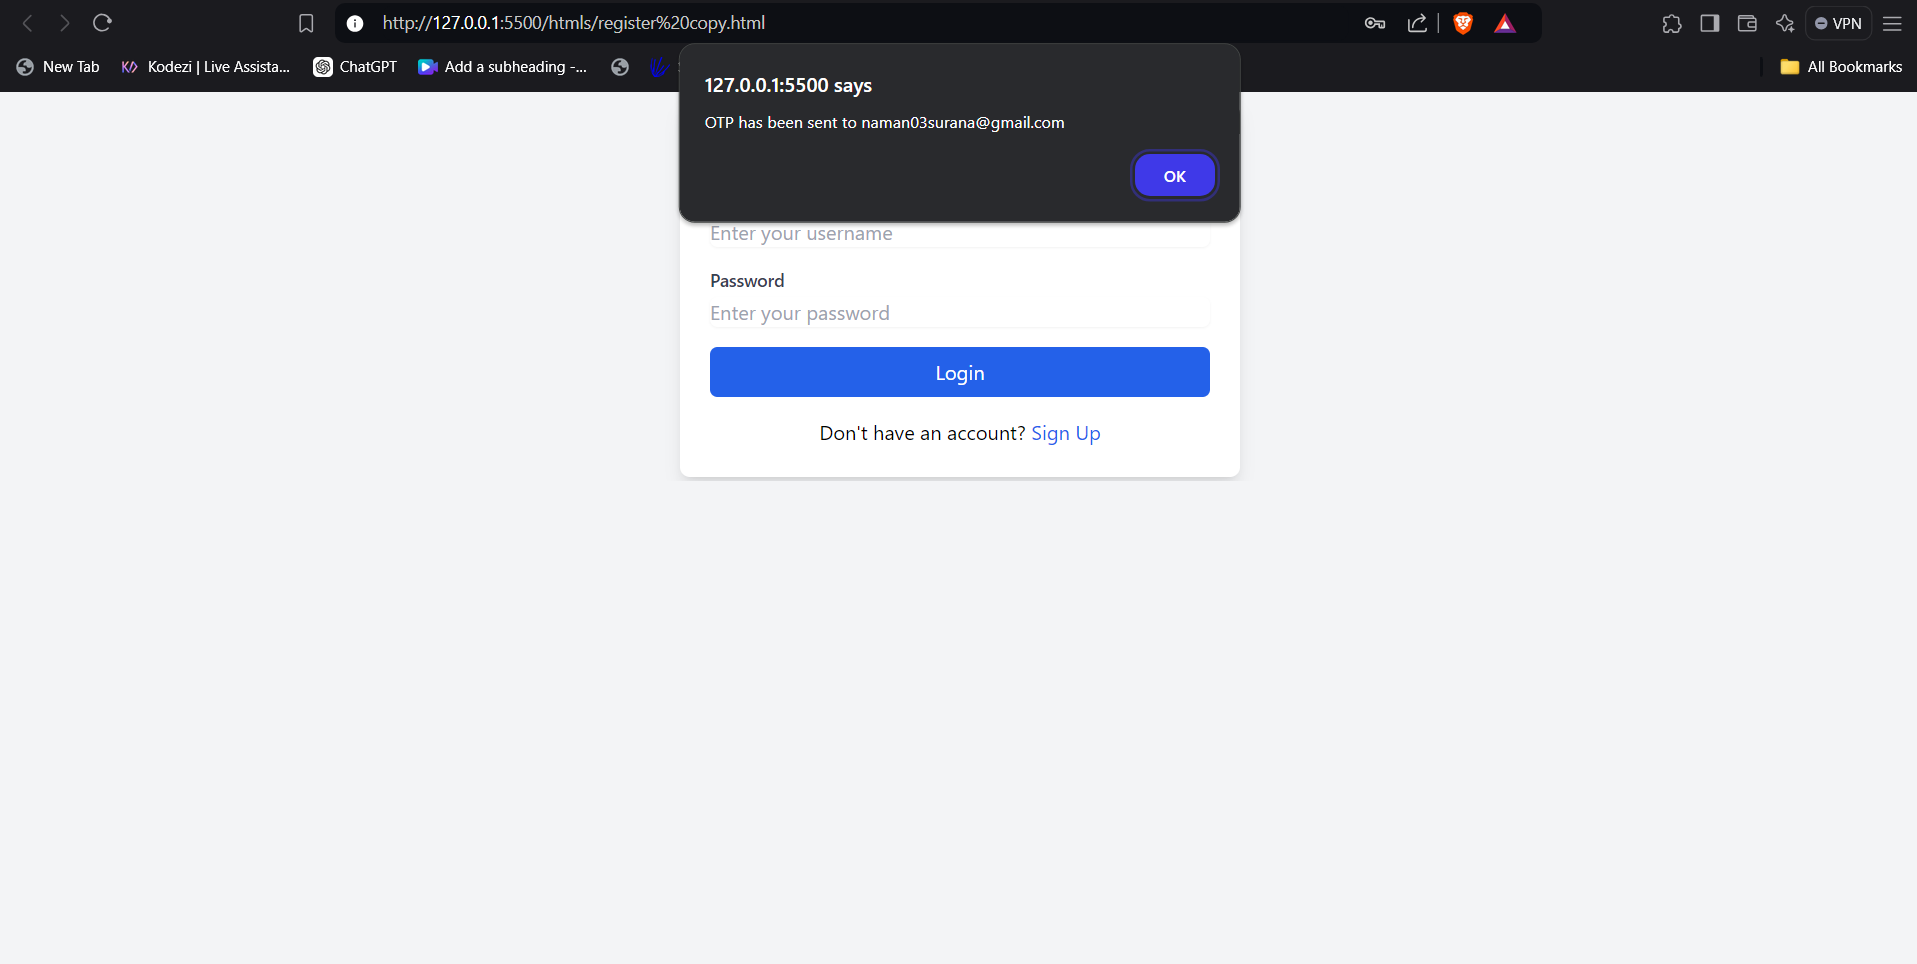 http://127.0.0.1:5500/htmls/register%20copy.html
VPN
New Tab
Kodezi | Live Assista...
ChatGPT
Add a subheading -...
All Bookmarks
127.0.0.1:5500 says
OTP has been sent to naman03surana@gmail.com
OK
Enter your username
Password
Enter your password
Login
Don't have an account? Sign Up